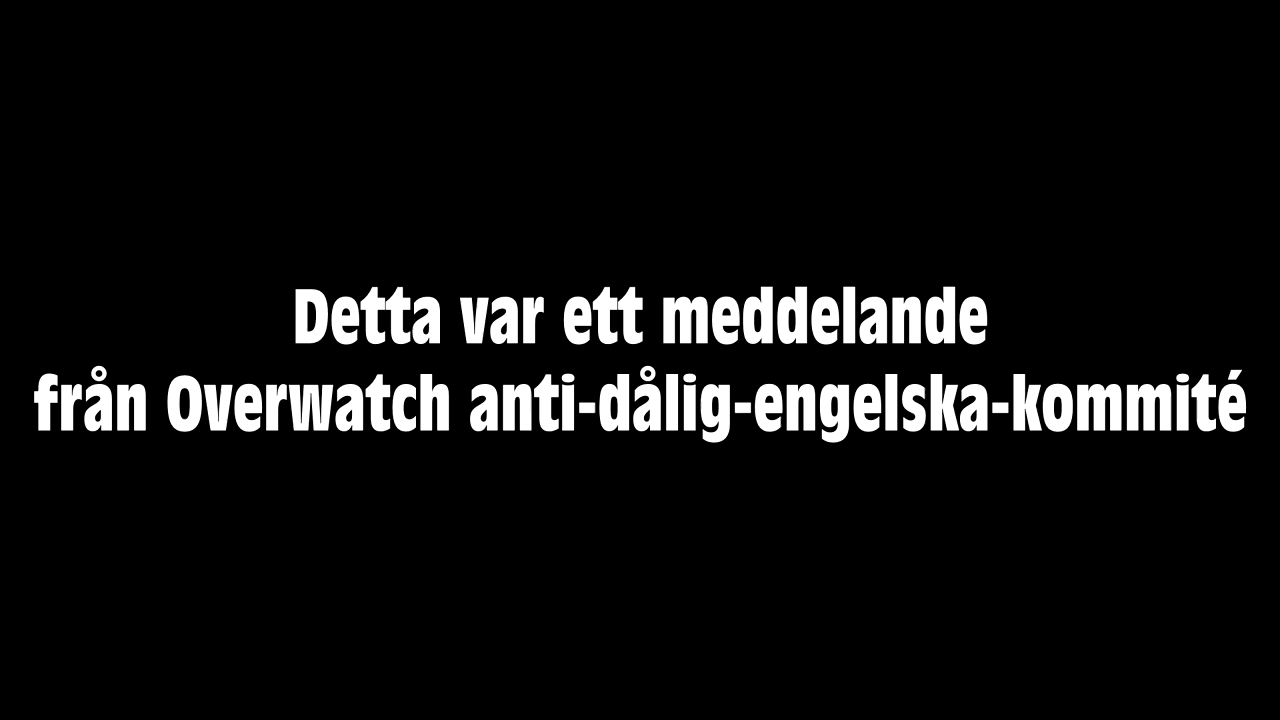 Detta var ett meddelande
från Overwatch anti-dålig-engelska-kommité